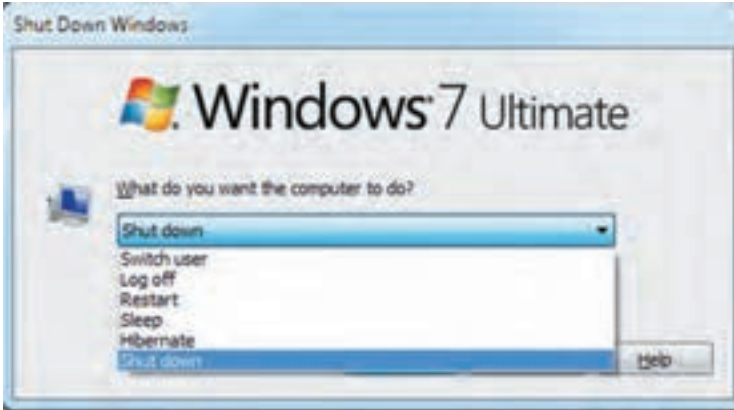 Shut Down Windows
Windows 7 Ultimate
What do you want the computer to do?
Shut down
Switch user
Log off
Restart
Sleep
Hibernate
Shut down
Help